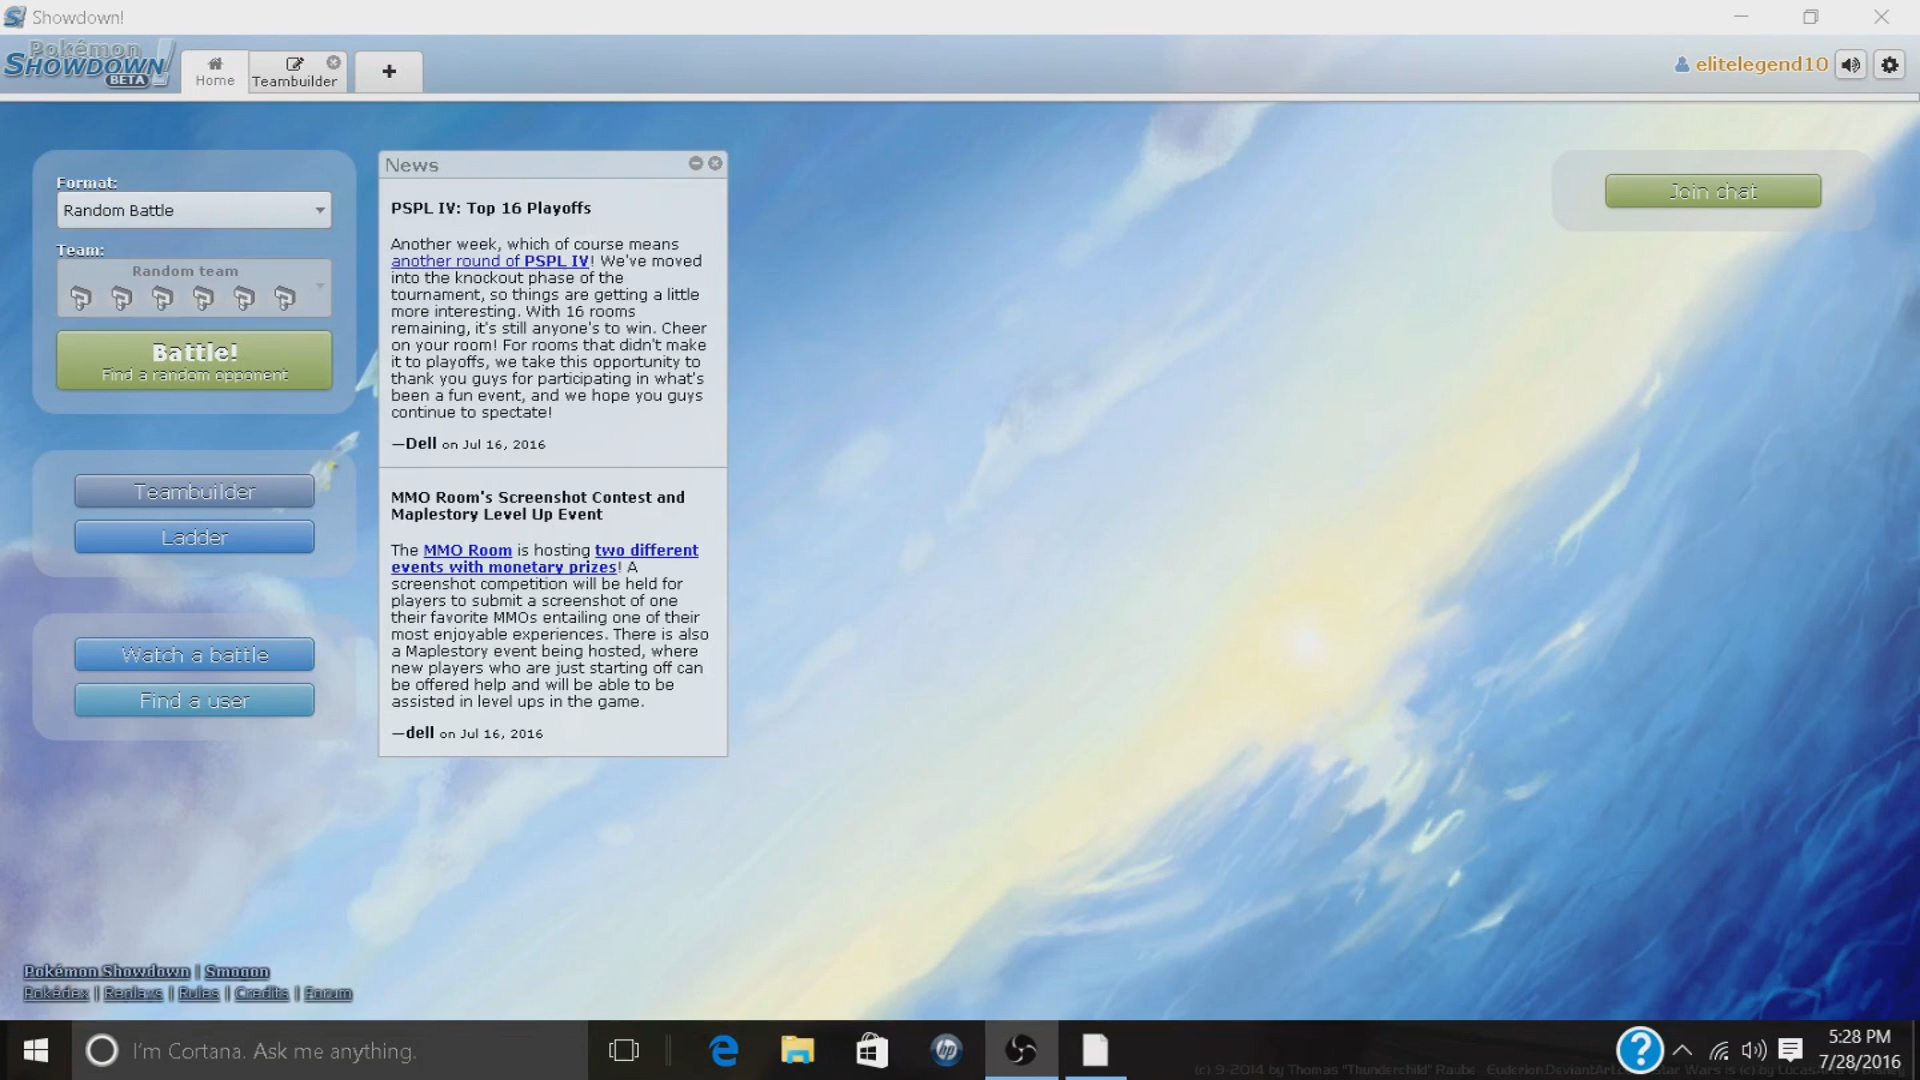 Showdown!
Pokémon
SHOWDOWN!
BETA
Home
Teambuilder
elitelegend10
Format:
Random Battle
Team:
Random team
Battle!
Find a random opponent
Teambuilder
Ladder
Watch a battle
Find a user
News
PSPL IV: Top 16 Playoffs
Another week, which of course means
another round of PSPL IV! We've moved
into the knockout phase of the
tournament, so things are getting a little
more interesting. With 16 rooms
remaining, it's still anyone's to win. Cheer
on your room! For rooms that didn't make
it to playoffs, we take this opportunity to
thank you guys for participating in what's
been a fun event, and we hope you guys
continue to spectate!
—Dell on Jul 16, 2016
MMO Room's Screenshot Contest and
Maplestory Level Up Event
The MMO Room is hosting two different
events with monetary prizes! A
screenshot competition will be held for
players to submit a screenshot of one
their favorite MMOs entailing one of their
most enjoyable experiences. There is also
a Maplestory event being hosted, where
new players who are just starting off can
be offered help and will be able to be
assisted in level ups in the game.
—dell on Jul 16, 2016
Join chat
Pokémon Showdown | Smogon
Pokédex | Replays | Rules | Credits | Forum
I'm Cortana. Ask me anything.
hp
5:28 PM
7/28/2016
(c) 9-2014 by Thomas "Thunderchild" Raube . Euderion.DeviantArt